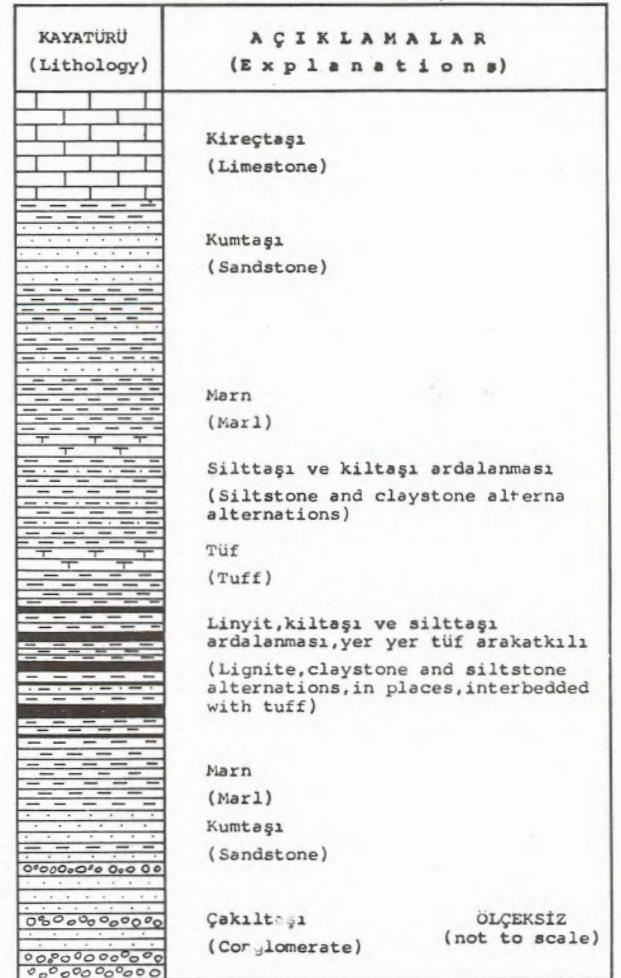 KAYATÜRÜ
(Lithology)
AÇIKLAMALAR
(Explanations)
Kireçtaşı
(Limestone)
Kumtaşı
(Sandstone)
Marn
(Marl)
Silttaşı ve kiltaşı ardalanması
(Siltstone and claystone alterna
alternations)
Tüf
(Tuff)
Linyit,kiltaşı ve silttaşı
ardalanması,yer yer tüf arakatkılı
(Lignite,claystone and siltstone
alternations,in places,interbedded
with tuff)
Marn
(Marl)
Kumtaşı
(Sandstone)
Çakıltaşı
(Conglomerate)
ÖLÇEKSİZ
(not to scale)